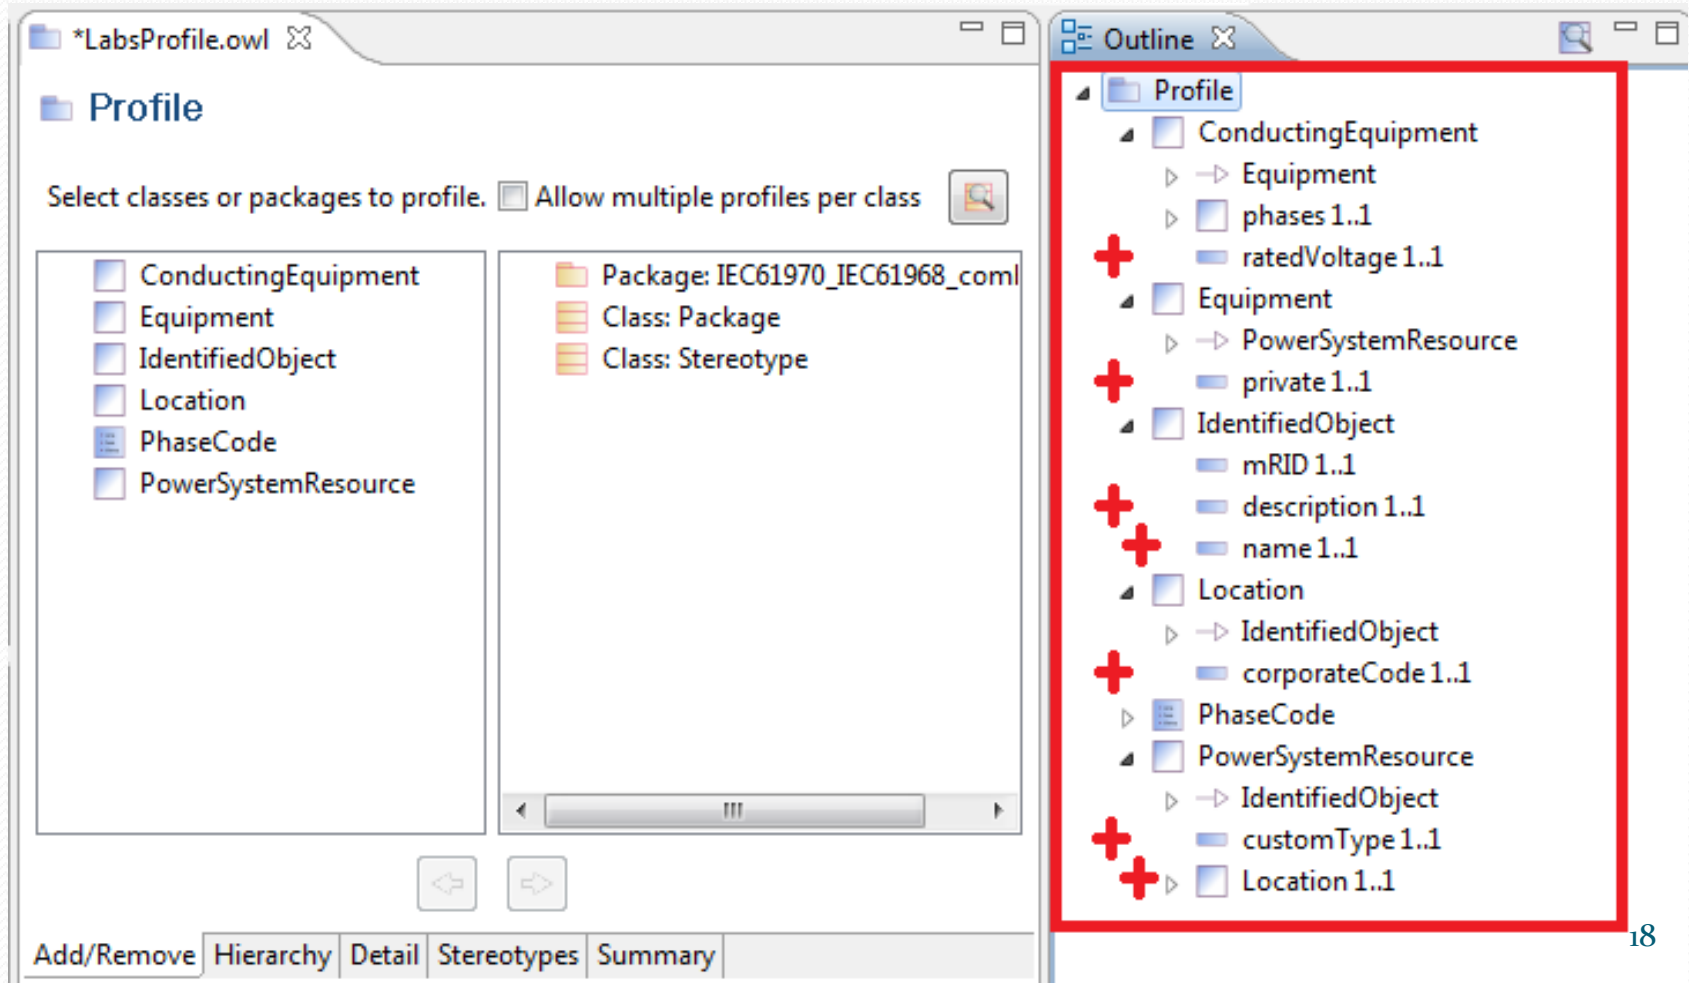 *LabsProfile.owl
Profile
Select classes or packages to profile.
Allow multiple profiles per class
ConductingEquipment
Equipment
IdentifiedObject
Location
PhaseCode
PowerSystemResource
Package: IEC61970_IEC61968_coml
Class: Package
Class: Stereotype
Add/Remove Hierarchy Detail Stereotypes Summary
Outline
Profile
ConductingEquipment
Equipment
phases 1..1
ratedVoltage 1..1
Equipment
PowerSystemResource
private 1..1
IdentifiedObject
mRID 1..1
description 1..1
name 1..1
Location
IdentifiedObject
corporateCode 1..1
PhaseCode
PowerSystemResource
IdentifiedObject
customType 1..1
Location 1..1
18